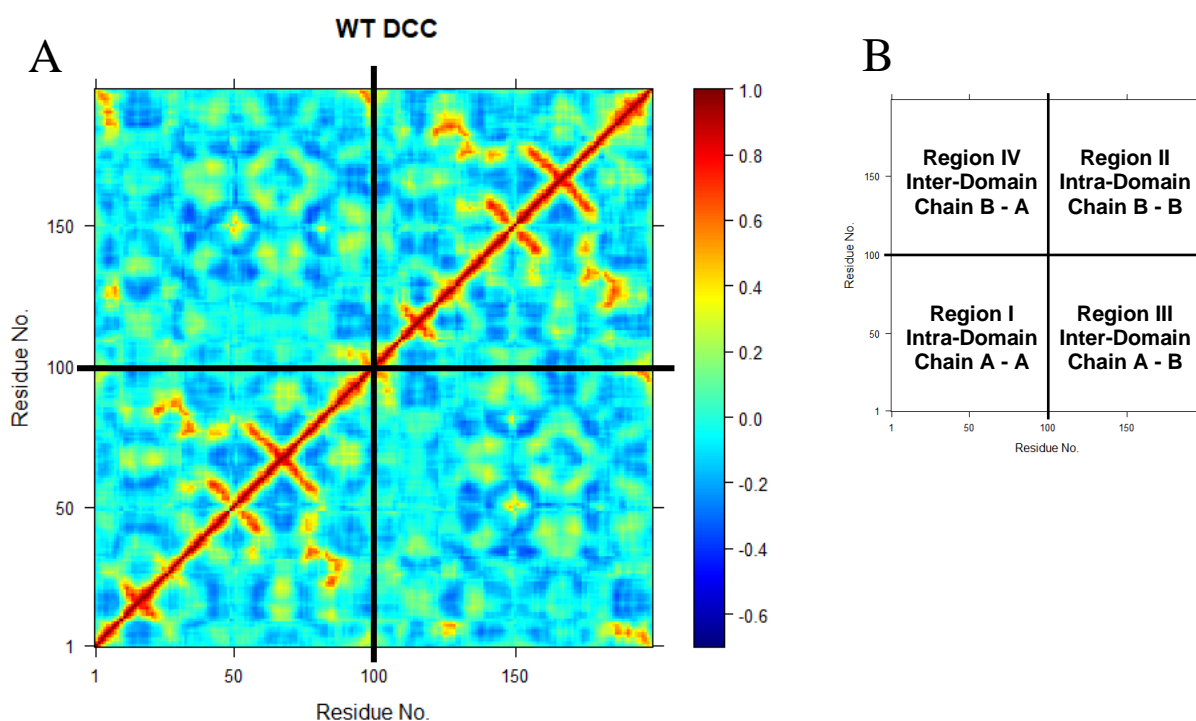 WT DCC
A
150
100
50
1
Residue No.
1
50
100
150
Residue No.
1.0
0.8
0.6
0.4
0.2
0.0
-0.2
-0.4
-0.6
B
150
100
50
1
Residue No.
Region IV
Inter-Domain
Chain B - A
Region II
Intra-Domain
Chain B - B
Region I
Intra-Domain
Chain A - A
Region III
Inter-Domain
Chain A - B
1
50
100
150
Residue No.